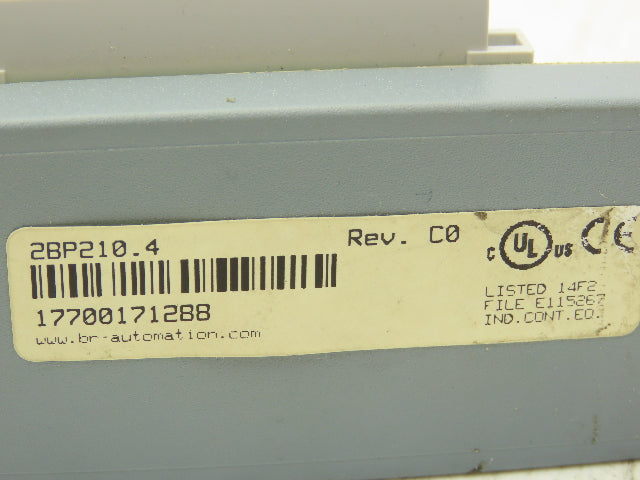 2BP210.4
Rev. C0
17700171288
www.br-automation.com
C UL US CE
LISTED 14F2
FILE E115267
IND.CONT.EQ.